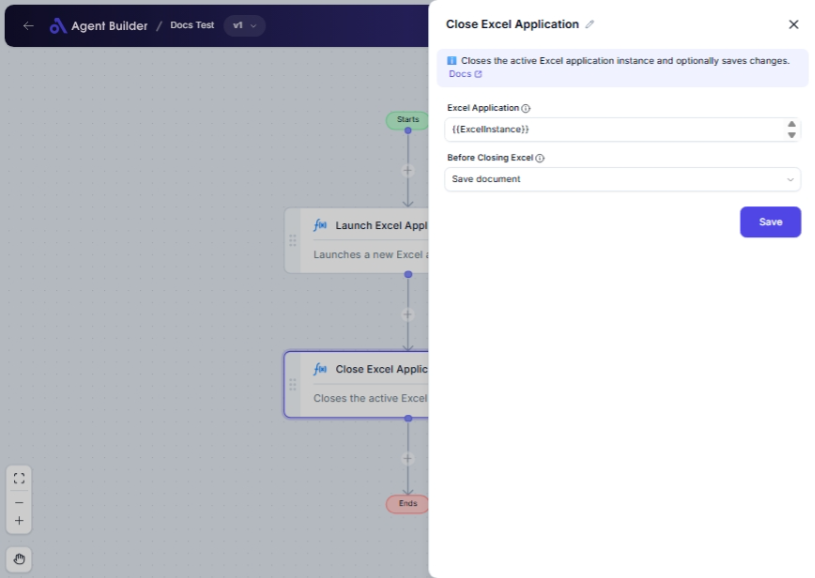 Agent Builder / Docs Test v1
Close Excel Application
Closes the active Excel application instance and optionally saves changes.
Docs
Excel Application
{{ExcelInstance}}
Before Closing Excel
Save document
Save
Starts
Launch Excel Appl
Launches a new Excel a
Close Excel Applic
Closes the active Excel
Ends